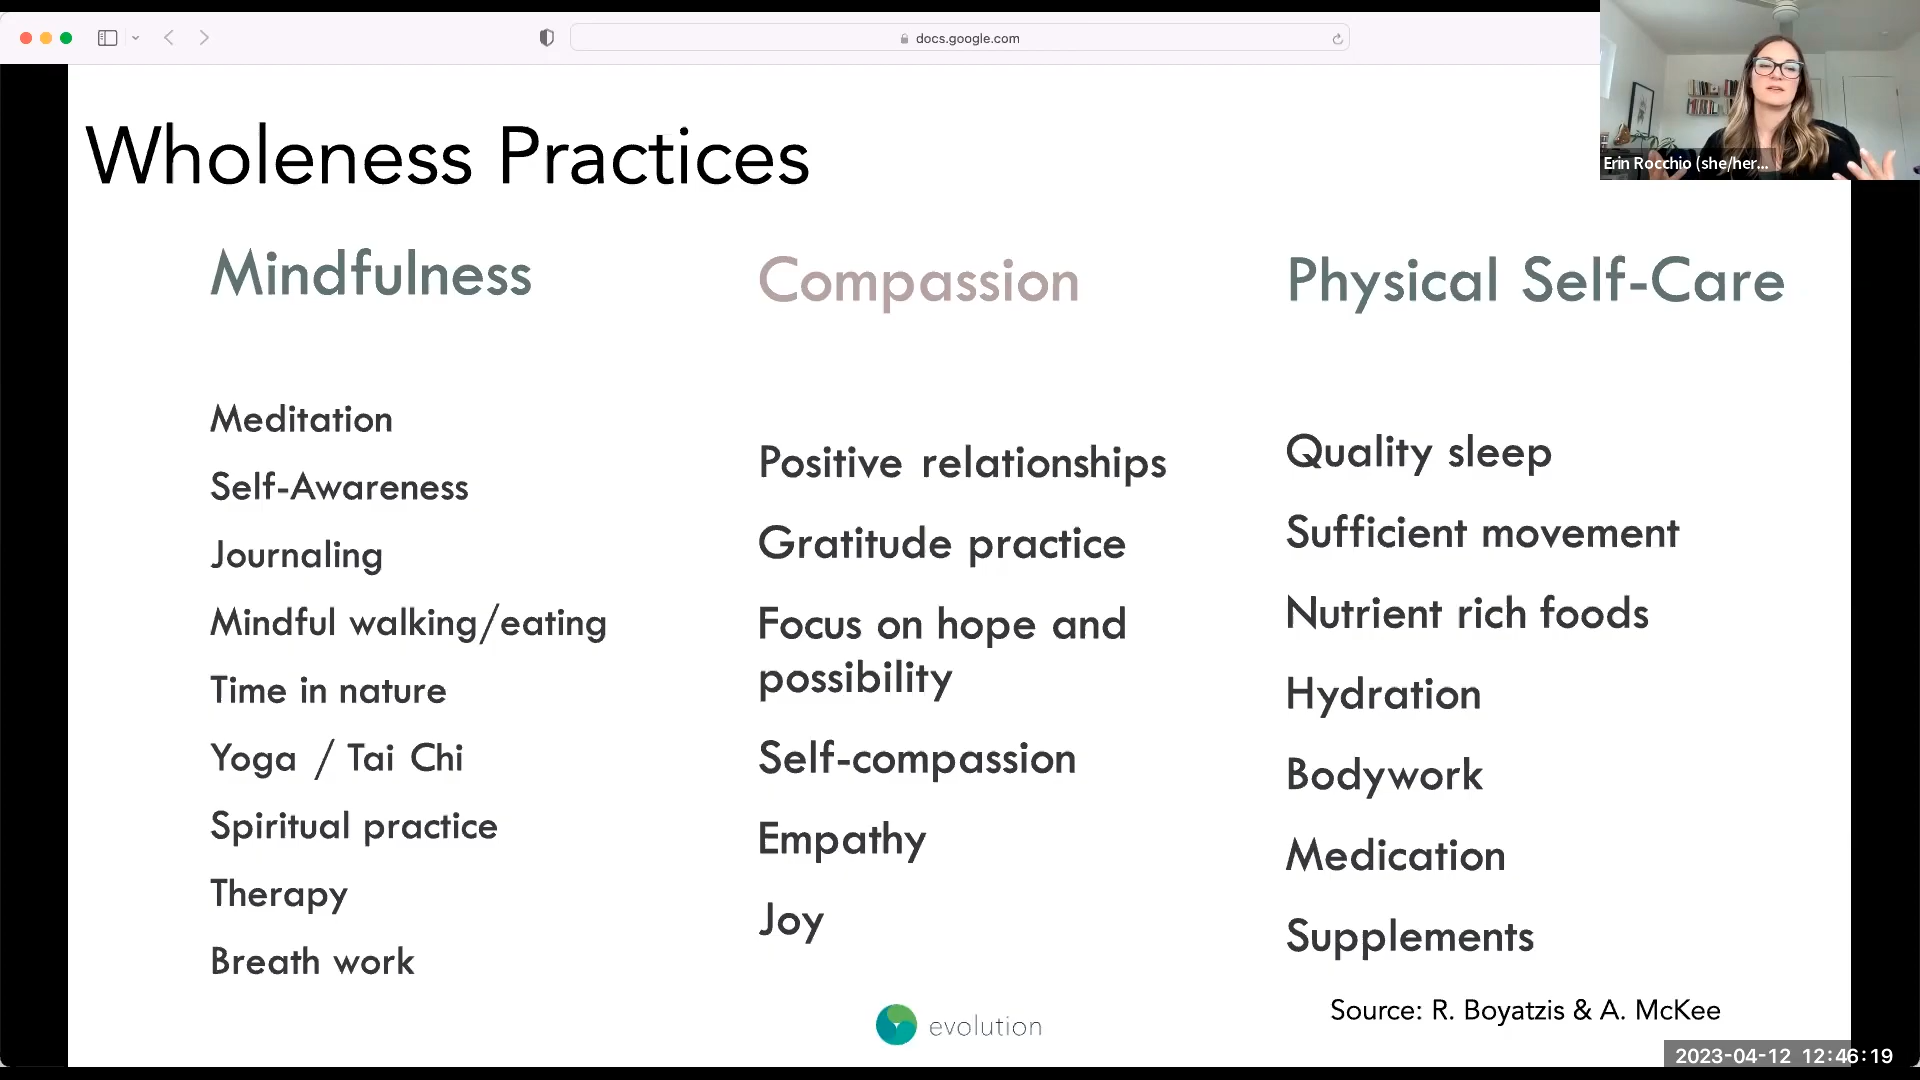 docs.google.com
Erin Rocchio (she/her...
Wholeness Practices
Mindfulness
Meditation
Self-Awareness
Journaling
Mindful walking/eating
Time in nature
Yoga / Tai Chi
Spiritual practice
Therapy
Breath work
Compassion
Positive relationships
Gratitude practice
Focus on hope and
possibility
Self-compassion
Empathy
Joy
Physical Self-Care
Quality sleep
Sufficient movement
Nutrient rich foods
Hydration
Bodywork
Medication
Supplements
Source: R. Boyatzis & A. McKee
evolution
2023-04-12 12:46:19